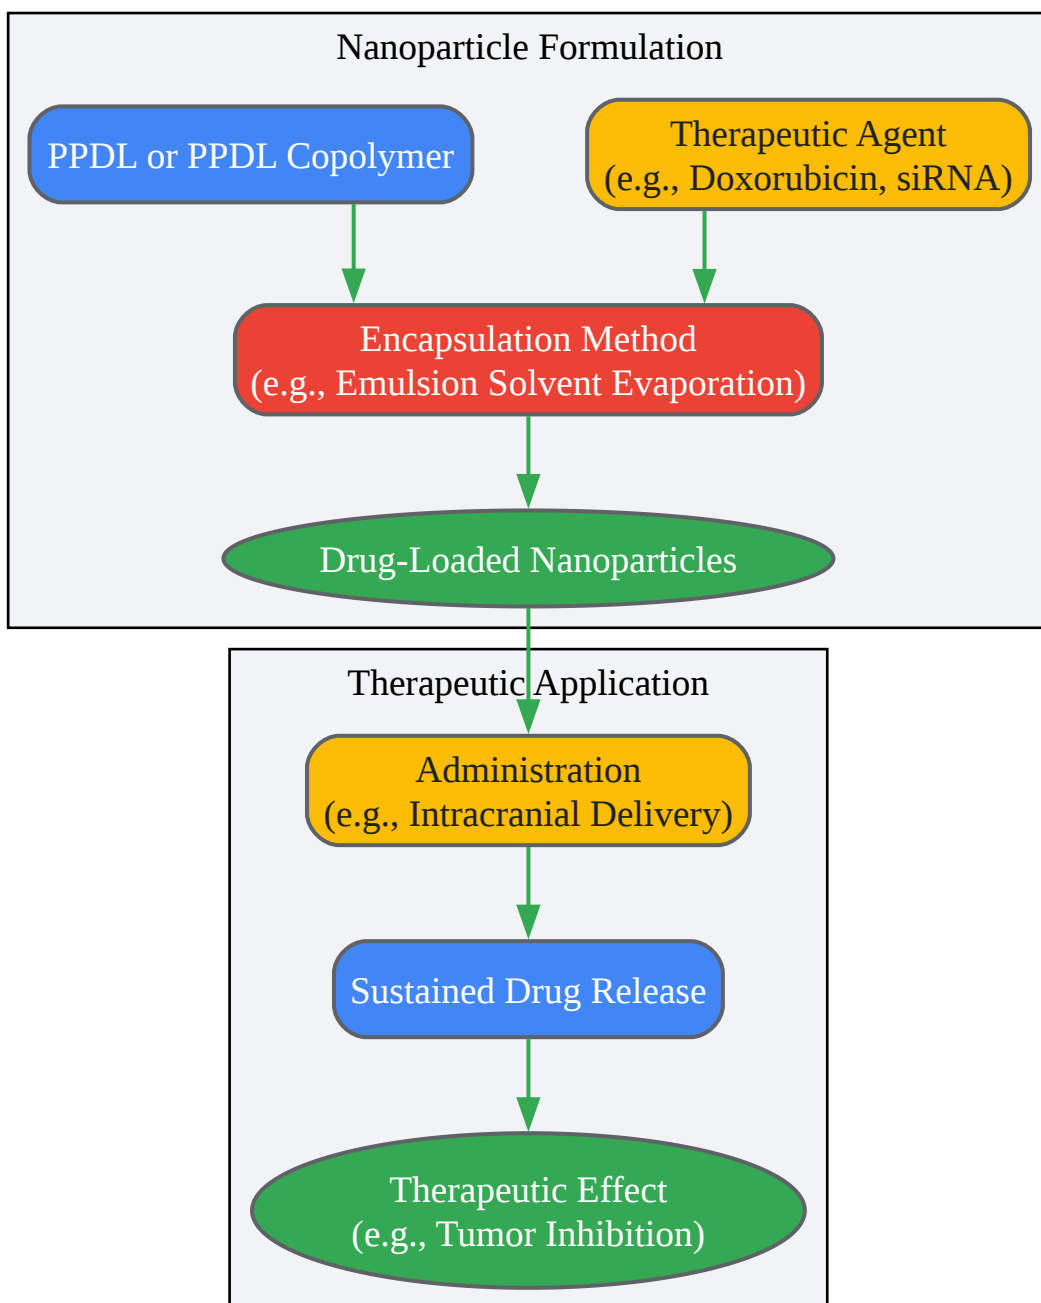 Nanoparticle Formulation
PPDL or PPDL Copolymer
Therapeutic Agent
(e.g., Doxorubicin, siRNA)
Encapsulation Method
(e.g., Emulsion Solvent Evaporation)
Drug-Loaded Nanoparticles
Therapeutic Application
Administration
(e.g., Intracranial Delivery)
Sustained Drug Release
Therapeutic Effect
(e.g., Tumor Inhibition)